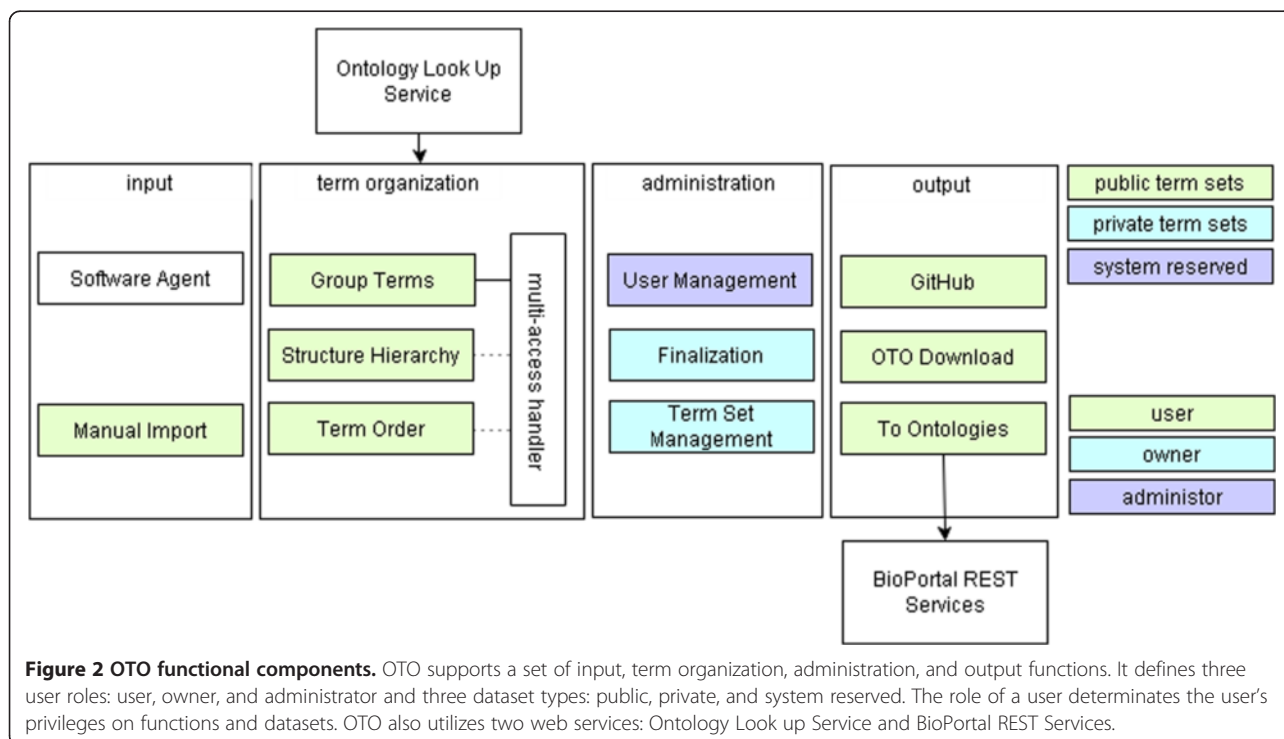 Ontology Look Up
Service
input
term organization
administration
output
public term sets
private term sets
system reserved
Software Agent
Group Terms
multi-access handler
User Management
GitHub
Structure Hierarchy
Finalization
OTO Download
Manual Import
Term Order
Term Set
Management
To Ontologies
user
owner
administor
BioPortal REST
Services
Figure 2 OTO functional components. OTO supports a set of input, term organization, administration, and output functions. It defines three
user roles: user, owner, and administrator and three dataset types: public, private, and system reserved. The role of a user determinates the user's
privileges on functions and datasets. OTO also utilizes two web services: Ontology Look up Service and BioPortal REST Services.